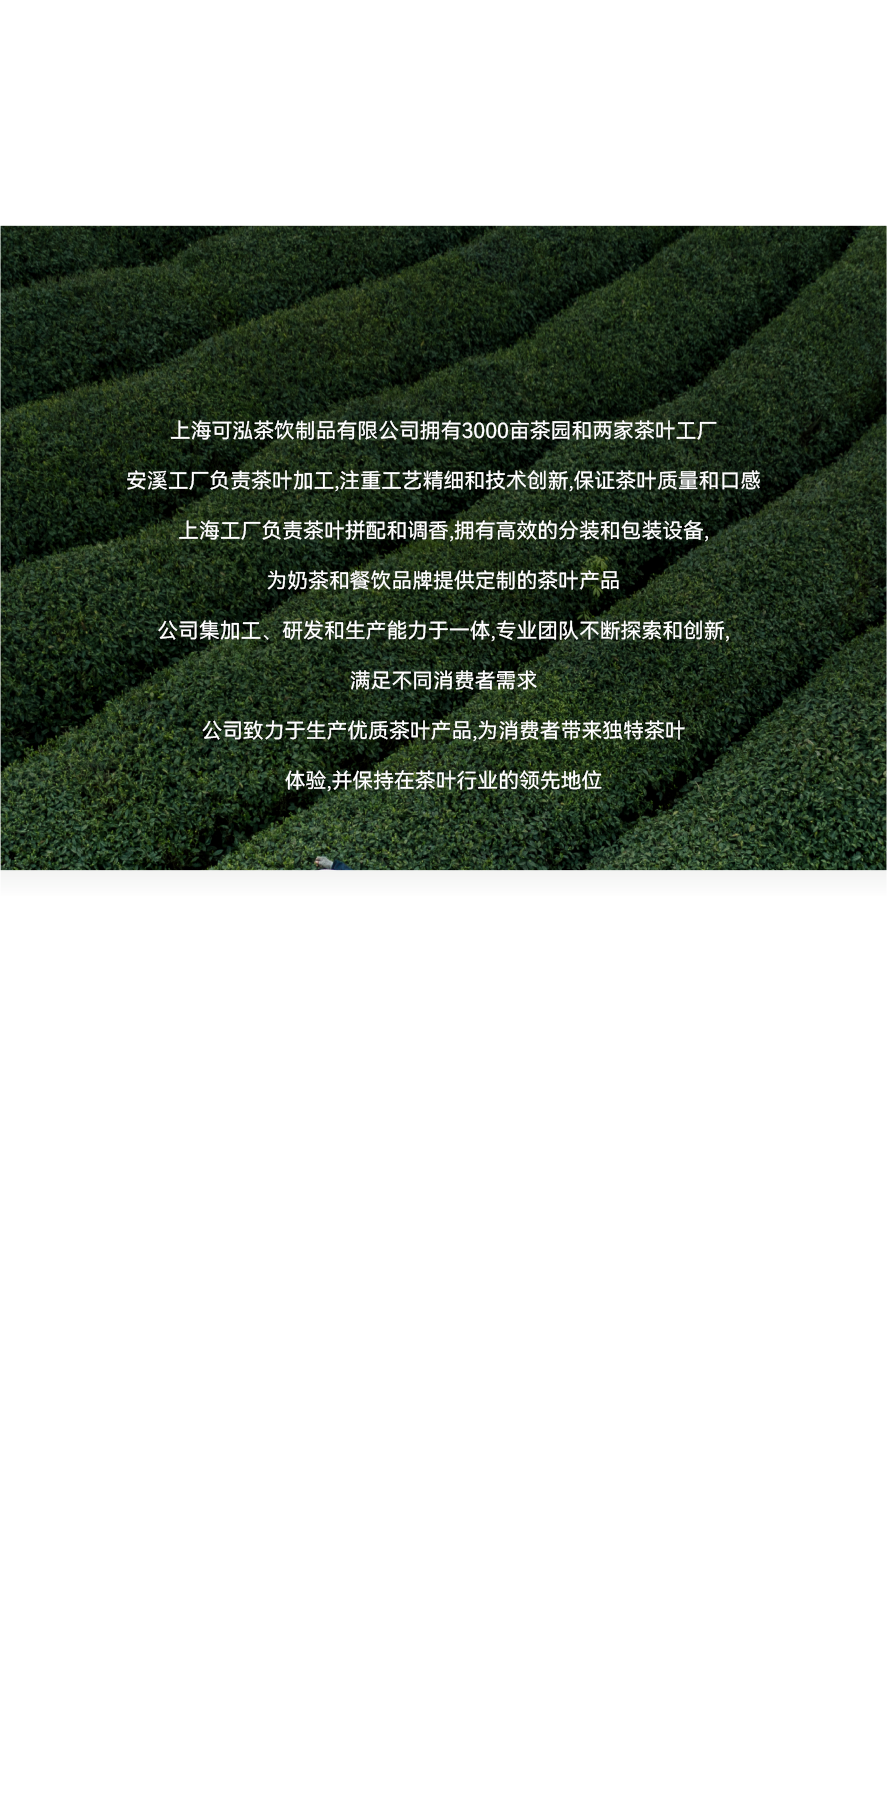 上海可泓茶饮制品有限公司拥有3000亩茶园和两家茶叶工厂
安溪工厂负责茶叶加工,注重工艺精细和技术创新,保证茶叶质量和口感
上海工厂负责茶叶拼配和调香,拥有高效的分装和包装设备,
为奶茶和餐饮品牌提供定制的茶叶产品
公司集加工、研发和生产能力于一体,专业团队不断探索和创新,
满足不同消费者需求
公司致力于生产优质茶叶产品,为消费者带来独特茶叶
体验,并保持在茶叶行业的领先地位